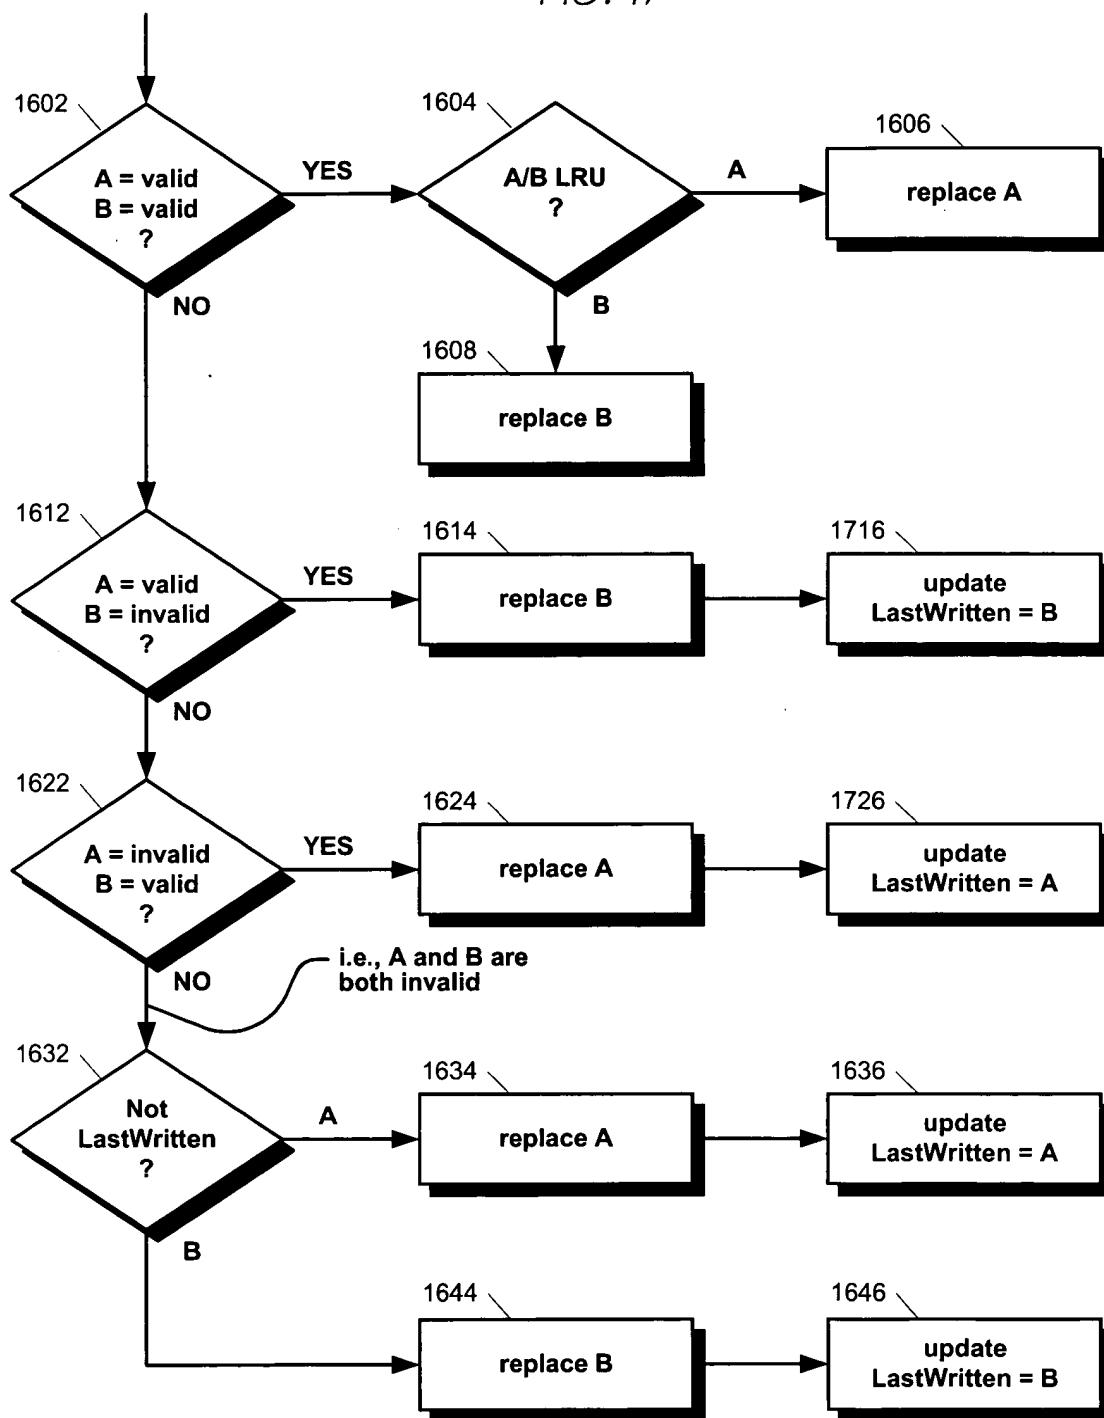 1602
A = valid
B = valid
?
YES
NO
1604
A/B LRU
?
A
B
1606
replace A
1608
replace B
1612
A = valid
B = invalid
?
YES
NO
1614
replace B
1716
update
LastWritten = B
1622
A = invalid
B = valid
?
YES
NO
1624
replace A
1726
update
LastWritten = A
i.e., A and B are
both invalid
1632
Not
LastWritten
?
A
B
1634
replace A
1636
update
LastWritten = A
1644
replace B
1646
update
LastWritten = B